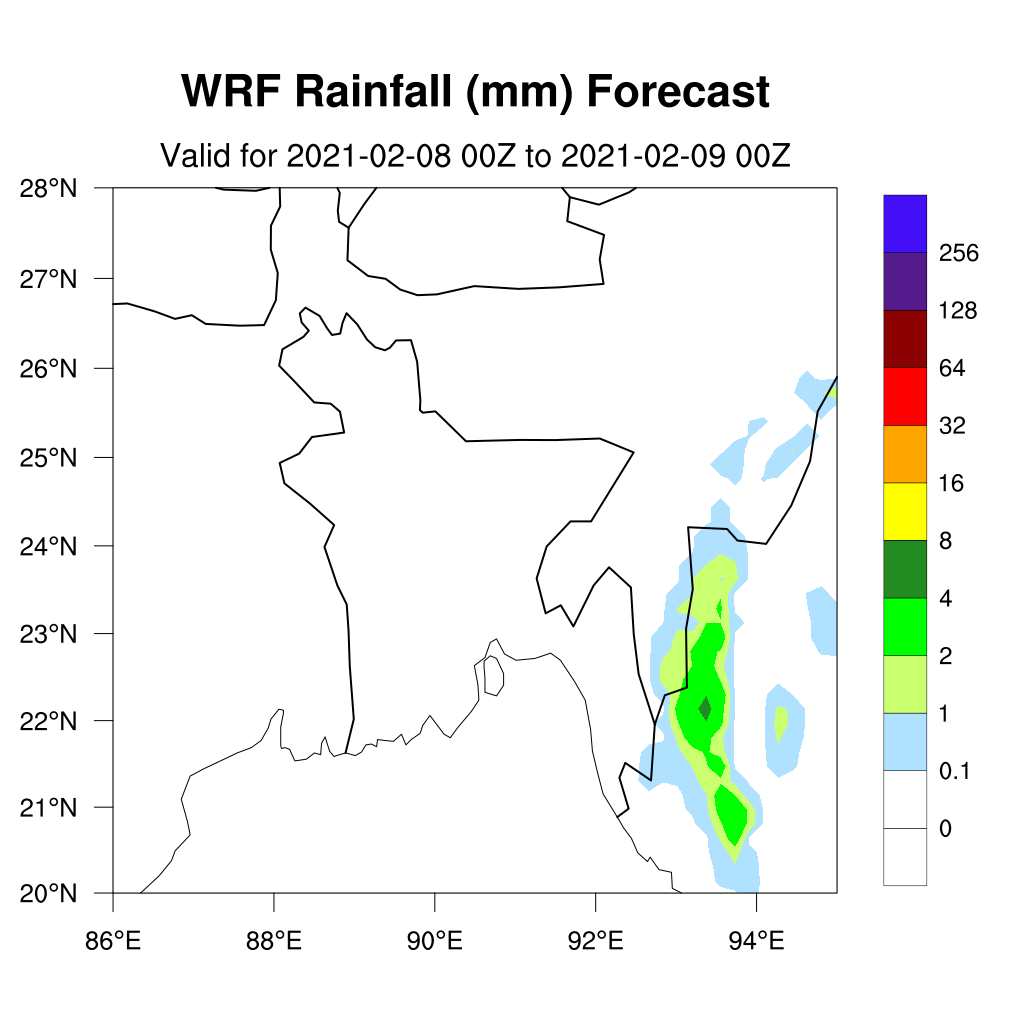 WRF Rainfall (mm) Forecast
Valid for 2021-02-08 00Z to 2021-02-09 00Z
28°N
27°N
26°N
25°N
24°N
23°N
22°N
21°N
20°N
86°E 88°E 90°E 92°E 94°E
256
128
64
32
16
8
4
2
1
0.1
0